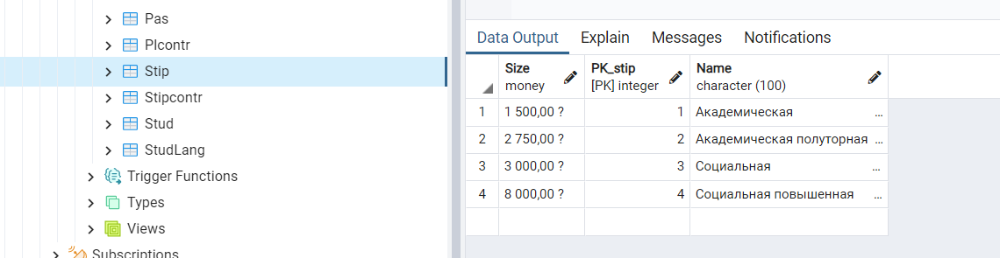 Pas
Plcontr
Stip
Stipcontr
Stud
StudLang
Trigger Functions
Types
Views
Subscriptions
Data Output Explain Messages Notifications
Size PK_stip Name
money [PK] integer character (100)
1 1 500,00 ? 1 Академическая ...
2 2 750,00 ? 2 Академическая полуторная ...
3 3 000,00 ? 3 Социальная ...
4 8 000,00 ? 4 Социальная повышенная ...